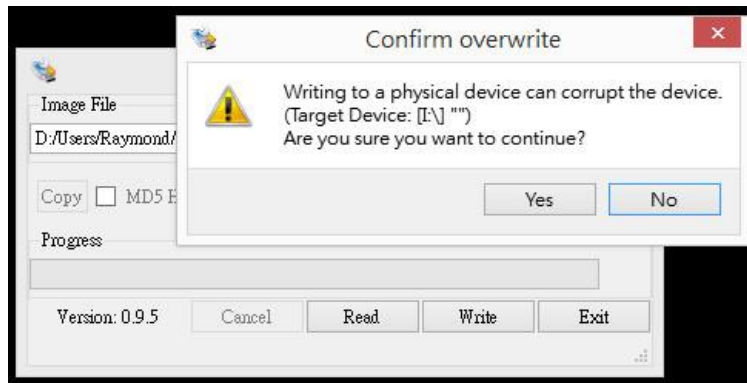 Confirm overwrite
Writing to a physical device can corrupt the device.
(Target Device: [I:\] "")
Are you sure you want to continue?
Yes No
Image File
D:/Users/Raymond/
Copy MD5
Progress
Version: 0.9.5 Cancel Read Write Exit